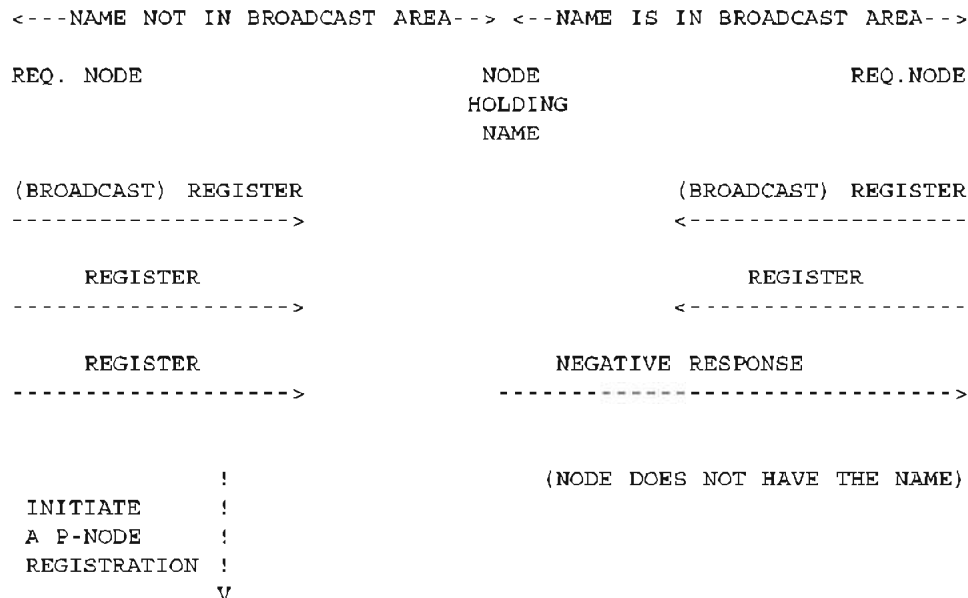 <---NAME NOT IN BROADCAST AREA--> <--NAME IS IN BROADCAST AREA-->
REQ. NODE NODE REQ.NODE
HOLDING
NAME
(BROADCAST) REGISTER (BROADCAST) REGISTER
-------------------> <-------------------
REGISTER REGISTER
-------------------> <-------------------
REGISTER NEGATIVE RESPONSE
-------------------> ------------------------------->
! (NODE DOES NOT HAVE THE NAME)
INITIATE !
A P-NODE !
REGISTRATION !
V